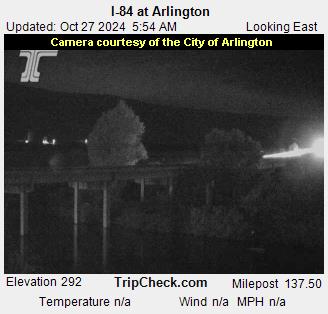 I-84 at Arlington
Updated: Oct 27 2024 5:54 AM Looking East
Camera courtesy of the City of Arlington
Elevation 292 TripCheck.com Milepost 137.50
Temperature n/a Wind n/a MPH n/a